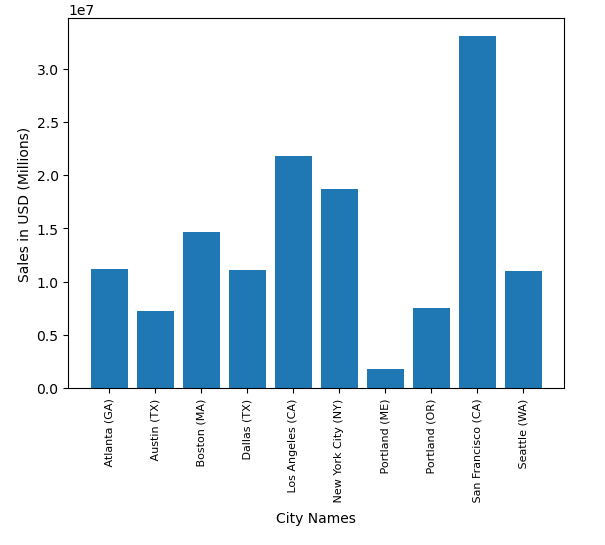 1e7
3.0
2.5
2.0
1.5
1.0
0.5
0.0
Sales in USD (Millions)
Atlanta (GA)
Austin (TX)
Boston (MA)
Dallas (TX)
Los Angeles (CA)
New York City (NY)
Portland (ME)
Portland (OR)
San Francisco (CA)
Seattle (WA)
City Names